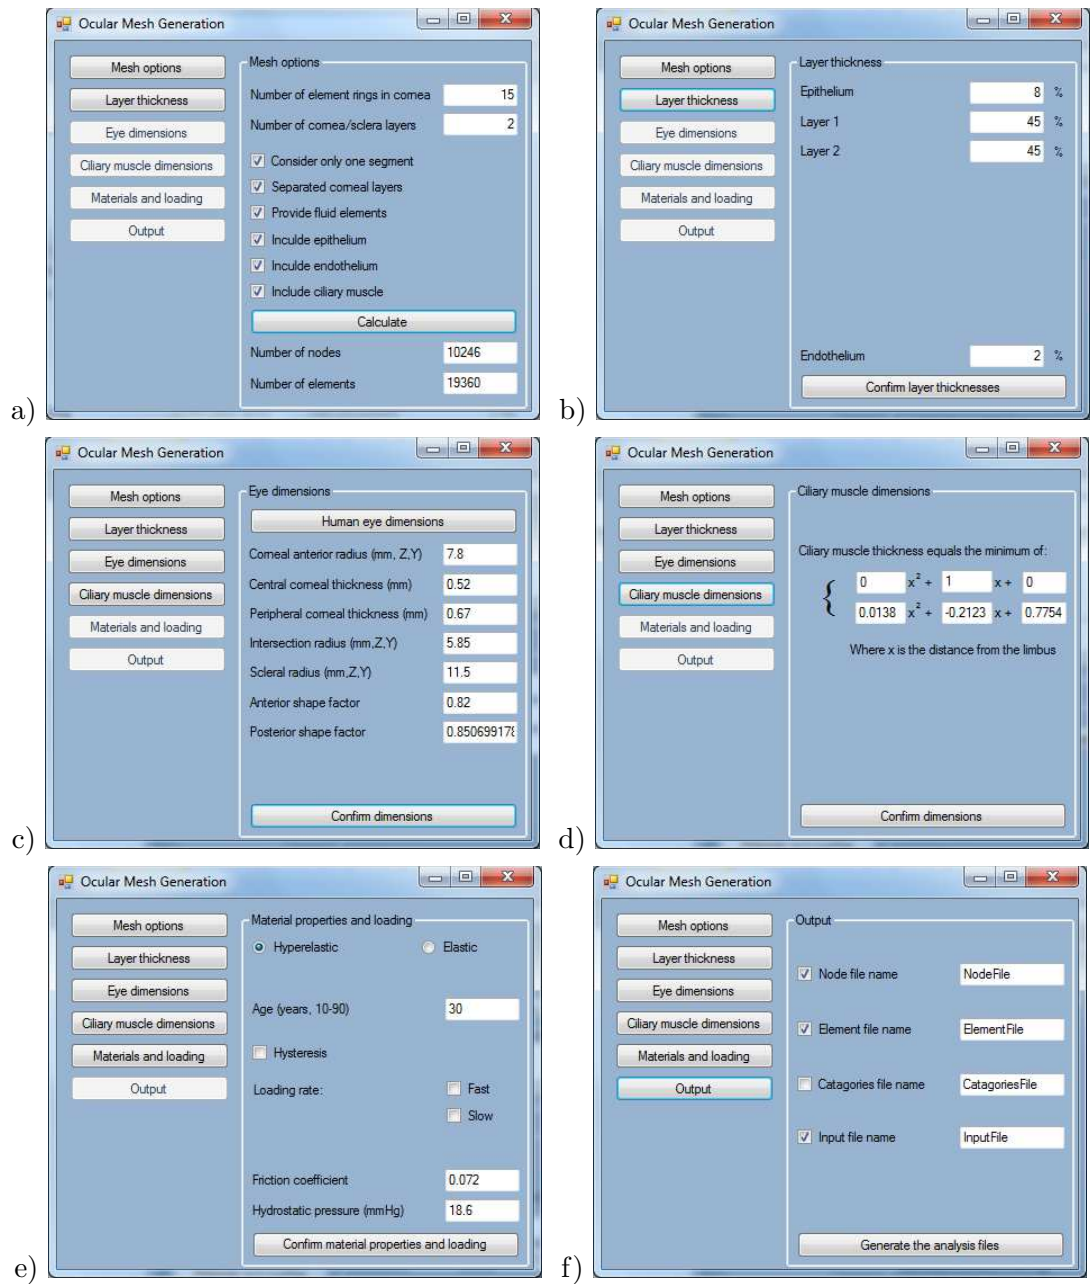 Ocular Mesh Generation
Mesh options
Layer thickness
Eye dimensions
Ciliary muscle dimensions
Materials and loading
Output
Mesh options
Number of element rings in cornea 15
Number of cornea/sclera layers 2
Consider only one segment
Separated corneal layers
Provide fluid elements
Inculde epithelium
Inculde endothelium
Include ciliary muscle
Calculate
Number of nodes 10246
Number of elements 19360
a)
Ocular Mesh Generation
Mesh options
Layer thickness
Eye dimensions
Ciliary muscle dimensions
Materials and loading
Output
Layer thickness
Epithelium 8 %
Layer 1 45 %
Layer 2 45 %
Endothelium 2 %
Confirm layer thicknesses
b)
Ocular Mesh Generation
Mesh options
Layer thickness
Eye dimensions
Ciliary muscle dimensions
Materials and loading
Output
Eye dimensions
Human eye dimensions
Corneal anterior radius (mm, Z,Y) 7.8
Central corneal thickness (mm) 0.52
Peripheral corneal thickness (mm) 0.67
Intersection radius (mm,Z,Y) 5.85
Scleral radius (mm,Z,Y) 11.5
Anterior shape factor 0.82
Posterior shape factor 0.850699178
Confirm dimensions
c)
Ocular Mesh Generation
Mesh options
Layer thickness
Eye dimensions
Ciliary muscle dimensions
Materials and loading
Output
Ciliary muscle dimensions
Ciliary muscle thickness equals the minimum of:
{
0 x² + 1 x + 0
0.0138 x² + -0.2123 x + 0.7754
Where x is the distance from the limbus
Confirm dimensions
d)
Ocular Mesh Generation
Mesh options
Layer thickness
Eye dimensions
Ciliary muscle dimensions
Materials and loading
Output
Material properties and loading
Hyperelastic Elastic
Age (years, 10-90) 30
Hysteresis
Loading rate: Fast
Slow
Friction coefficient 0.072
Hydrostatic pressure (mmHg) 18.6
Confirm material properties and loading
e)
Ocular Mesh Generation
Mesh options
Layer thickness
Eye dimensions
Ciliary muscle dimensions
Materials and loading
Output
Output
Node file name NodeFile
Element file name ElementFile
Catagories file name CatagoriesFile
Input file name InputFile
Generate the analysis files
f)